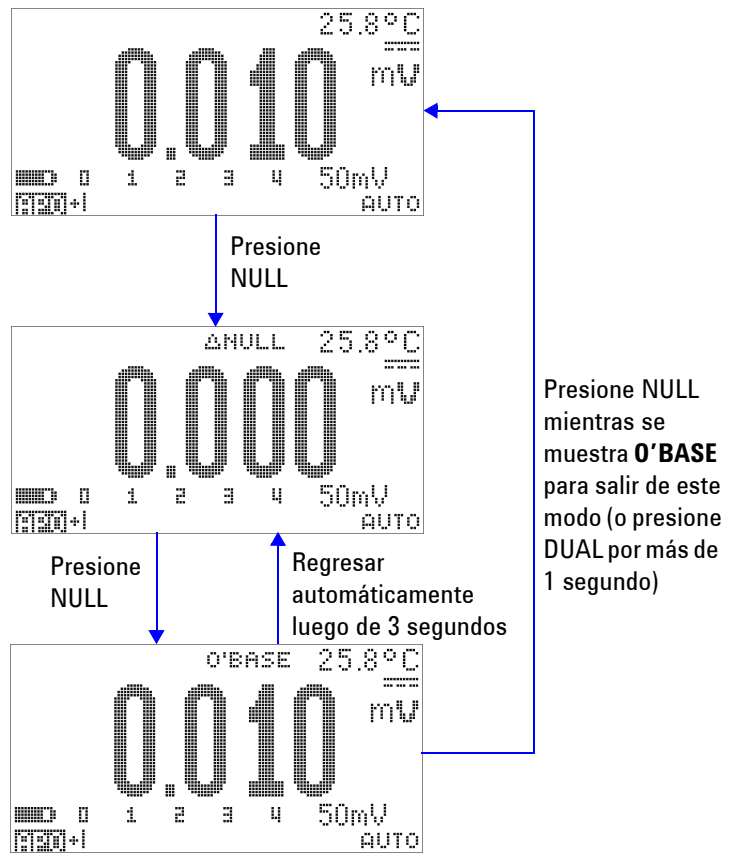 25.8°C
0.010 mV
0 1 2 3 4 50mV
AUTO
Presione
NULL
ΔNULL 25.8°C
0.000 mV
0 1 2 3 4 50mV
AUTO
Presione NULL
mientras se
muestra O'BASE
para salir de este
modo (o presione
DUAL por más de
1 segundo)
Presione
NULL
Regresar
automáticamente
luego de 3 segundos
O'BASE 25.8°C
0.010 mV
0 1 2 3 4 50mV
AUTO